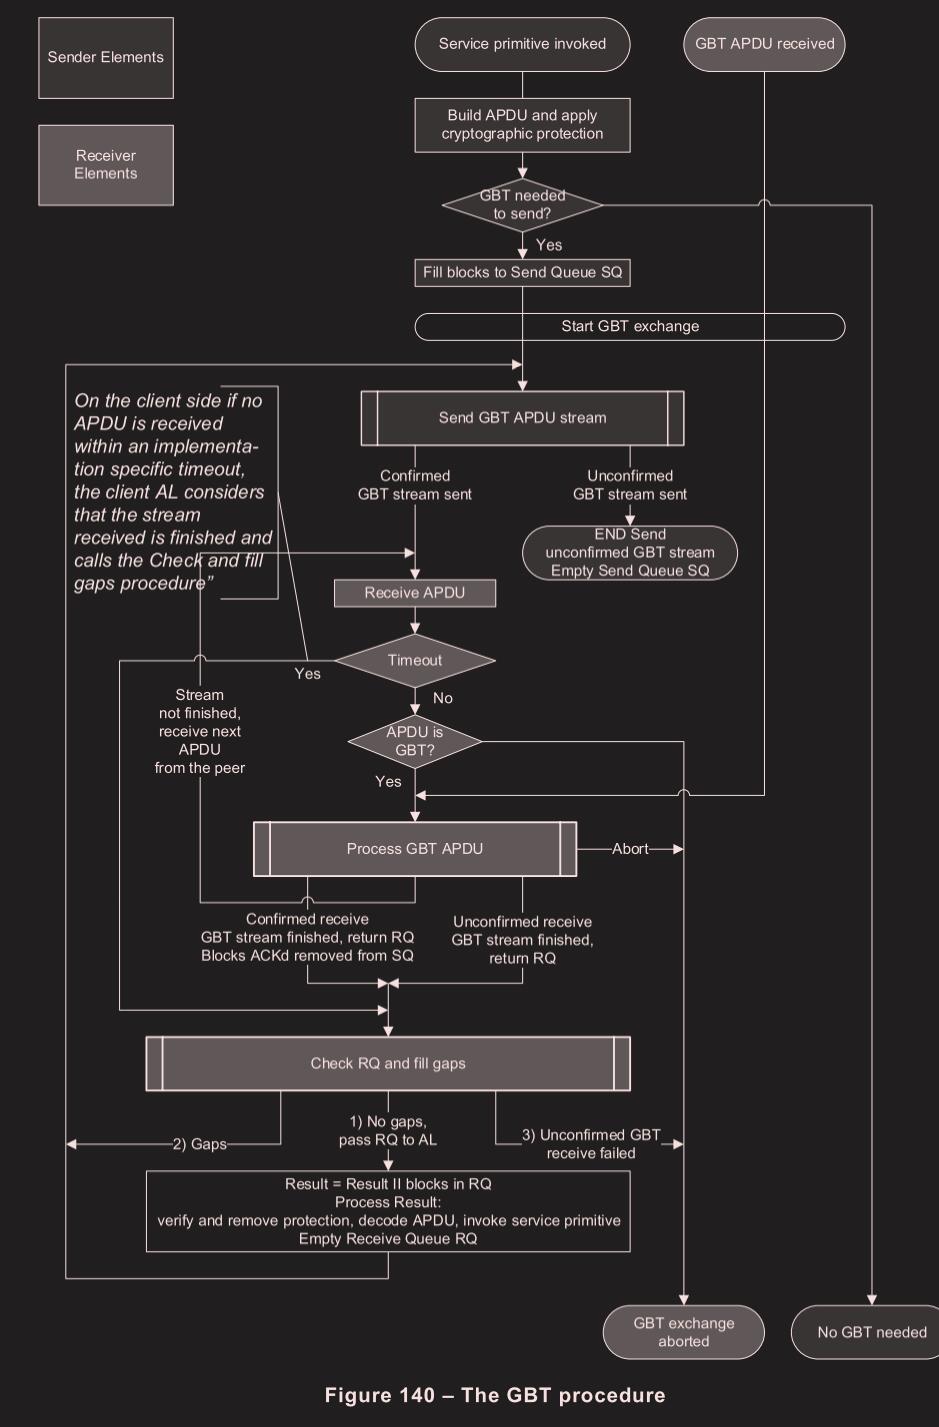 Sender Elements
Service primitive invoked
GBT APDU received
Build APDU and apply
cryptographic protection
Receiver
Elements
GBT needed
to send?
Yes
Fill blocks to Send Queue SQ
Start GBT exchange
On the client side if no
APDU is received
within an implementa-
tion specific timeout,
the client AL considers
that the stream
received is finished and
calls the Check and fill
gaps procedure”
Send GBT APDU stream
Confirmed
GBT stream sent
Unconfirmed
GBT stream sent
END Send
unconfirmed GBT stream
Empty Send Queue SQ
Receive APDU
Timeout
Yes
No
Stream
not finished,
receive next
APDU
from the peer
APDU is
GBT?
Yes
Process GBT APDU
Abort
Confirmed receive
GBT stream finished, return RQ
Blocks ACKd removed from SQ
Unconfirmed receive
GBT stream finished,
return RQ
Check RQ and fill gaps
2) Gaps
1) No gaps,
pass RQ to AL
3) Unconfirmed GBT
receive failed
Result = Result II blocks in RQ
Process Result:
verify and remove protection, decode APDU, invoke service primitive
Empty Receive Queue RQ
GBT exchange
aborted
No GBT needed
Figure 140 – The GBT procedure